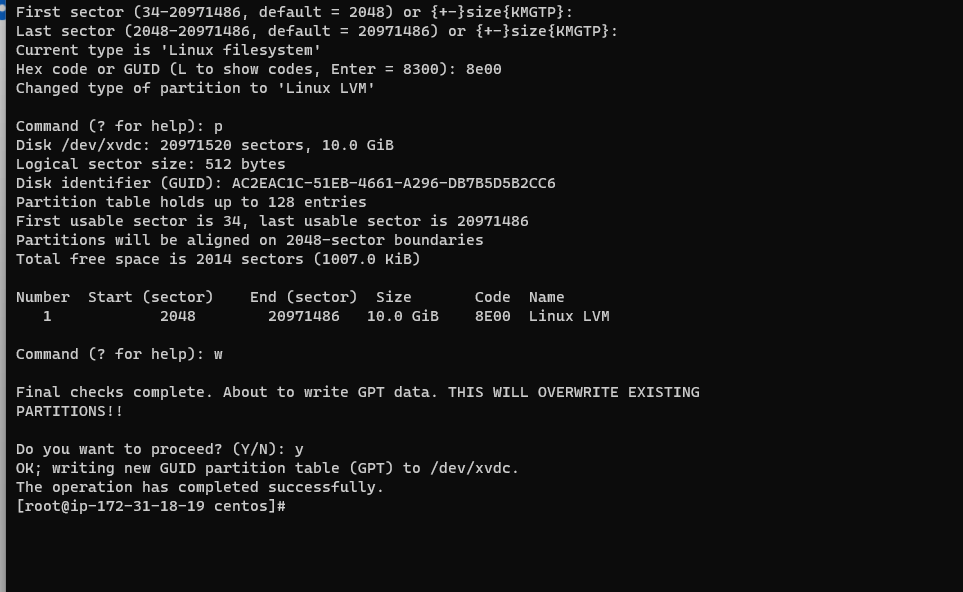 First sector (34-20971486, default = 2048) or {+-}size{KMGTP}:
Last sector (2048-20971486, default = 20971486) or {+-}size{KMGTP}:
Current type is 'Linux filesystem'
Hex code or GUID (L to show codes, Enter = 8300): 8e00
Changed type of partition to 'Linux LVM'
Command (? for help): p
Disk /dev/xvdc: 20971520 sectors, 10.0 GiB
Logical sector size: 512 bytes
Disk identifier (GUID): AC2EAC1C-51EB-4661-A296-DB7B5D5B2CC6
Partition table holds up to 128 entries
First usable sector is 34, last usable sector is 20971486
Partitions will be aligned on 2048-sector boundaries
Total free space is 2014 sectors (1007.0 KiB)
Number  Start (sector)    End (sector)  Size       Code  Name
   1            2048        20971486   10.0 GiB    8E00  Linux LVM
Command (? for help): w
Final checks complete. About to write GPT data. THIS WILL OVERWRITE EXISTING
PARTITIONS!!
Do you want to proceed? (Y/N): y
OK; writing new GUID partition table (GPT) to /dev/xvdc.
The operation has completed successfully.
[root@ip-172-31-18-19 centos]#